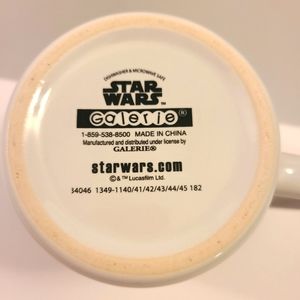 DISHWASHER & MICROWAVE SAFE
STAR
WARS™
Galerie®
1-859-538-8500 MADE IN CHINA
Manufactured and distributed under license by
GALERIE®
starwars.com
©& ™ Lucasfilm Ltd.
34046 1349-1140/41/42/43/44/45 182